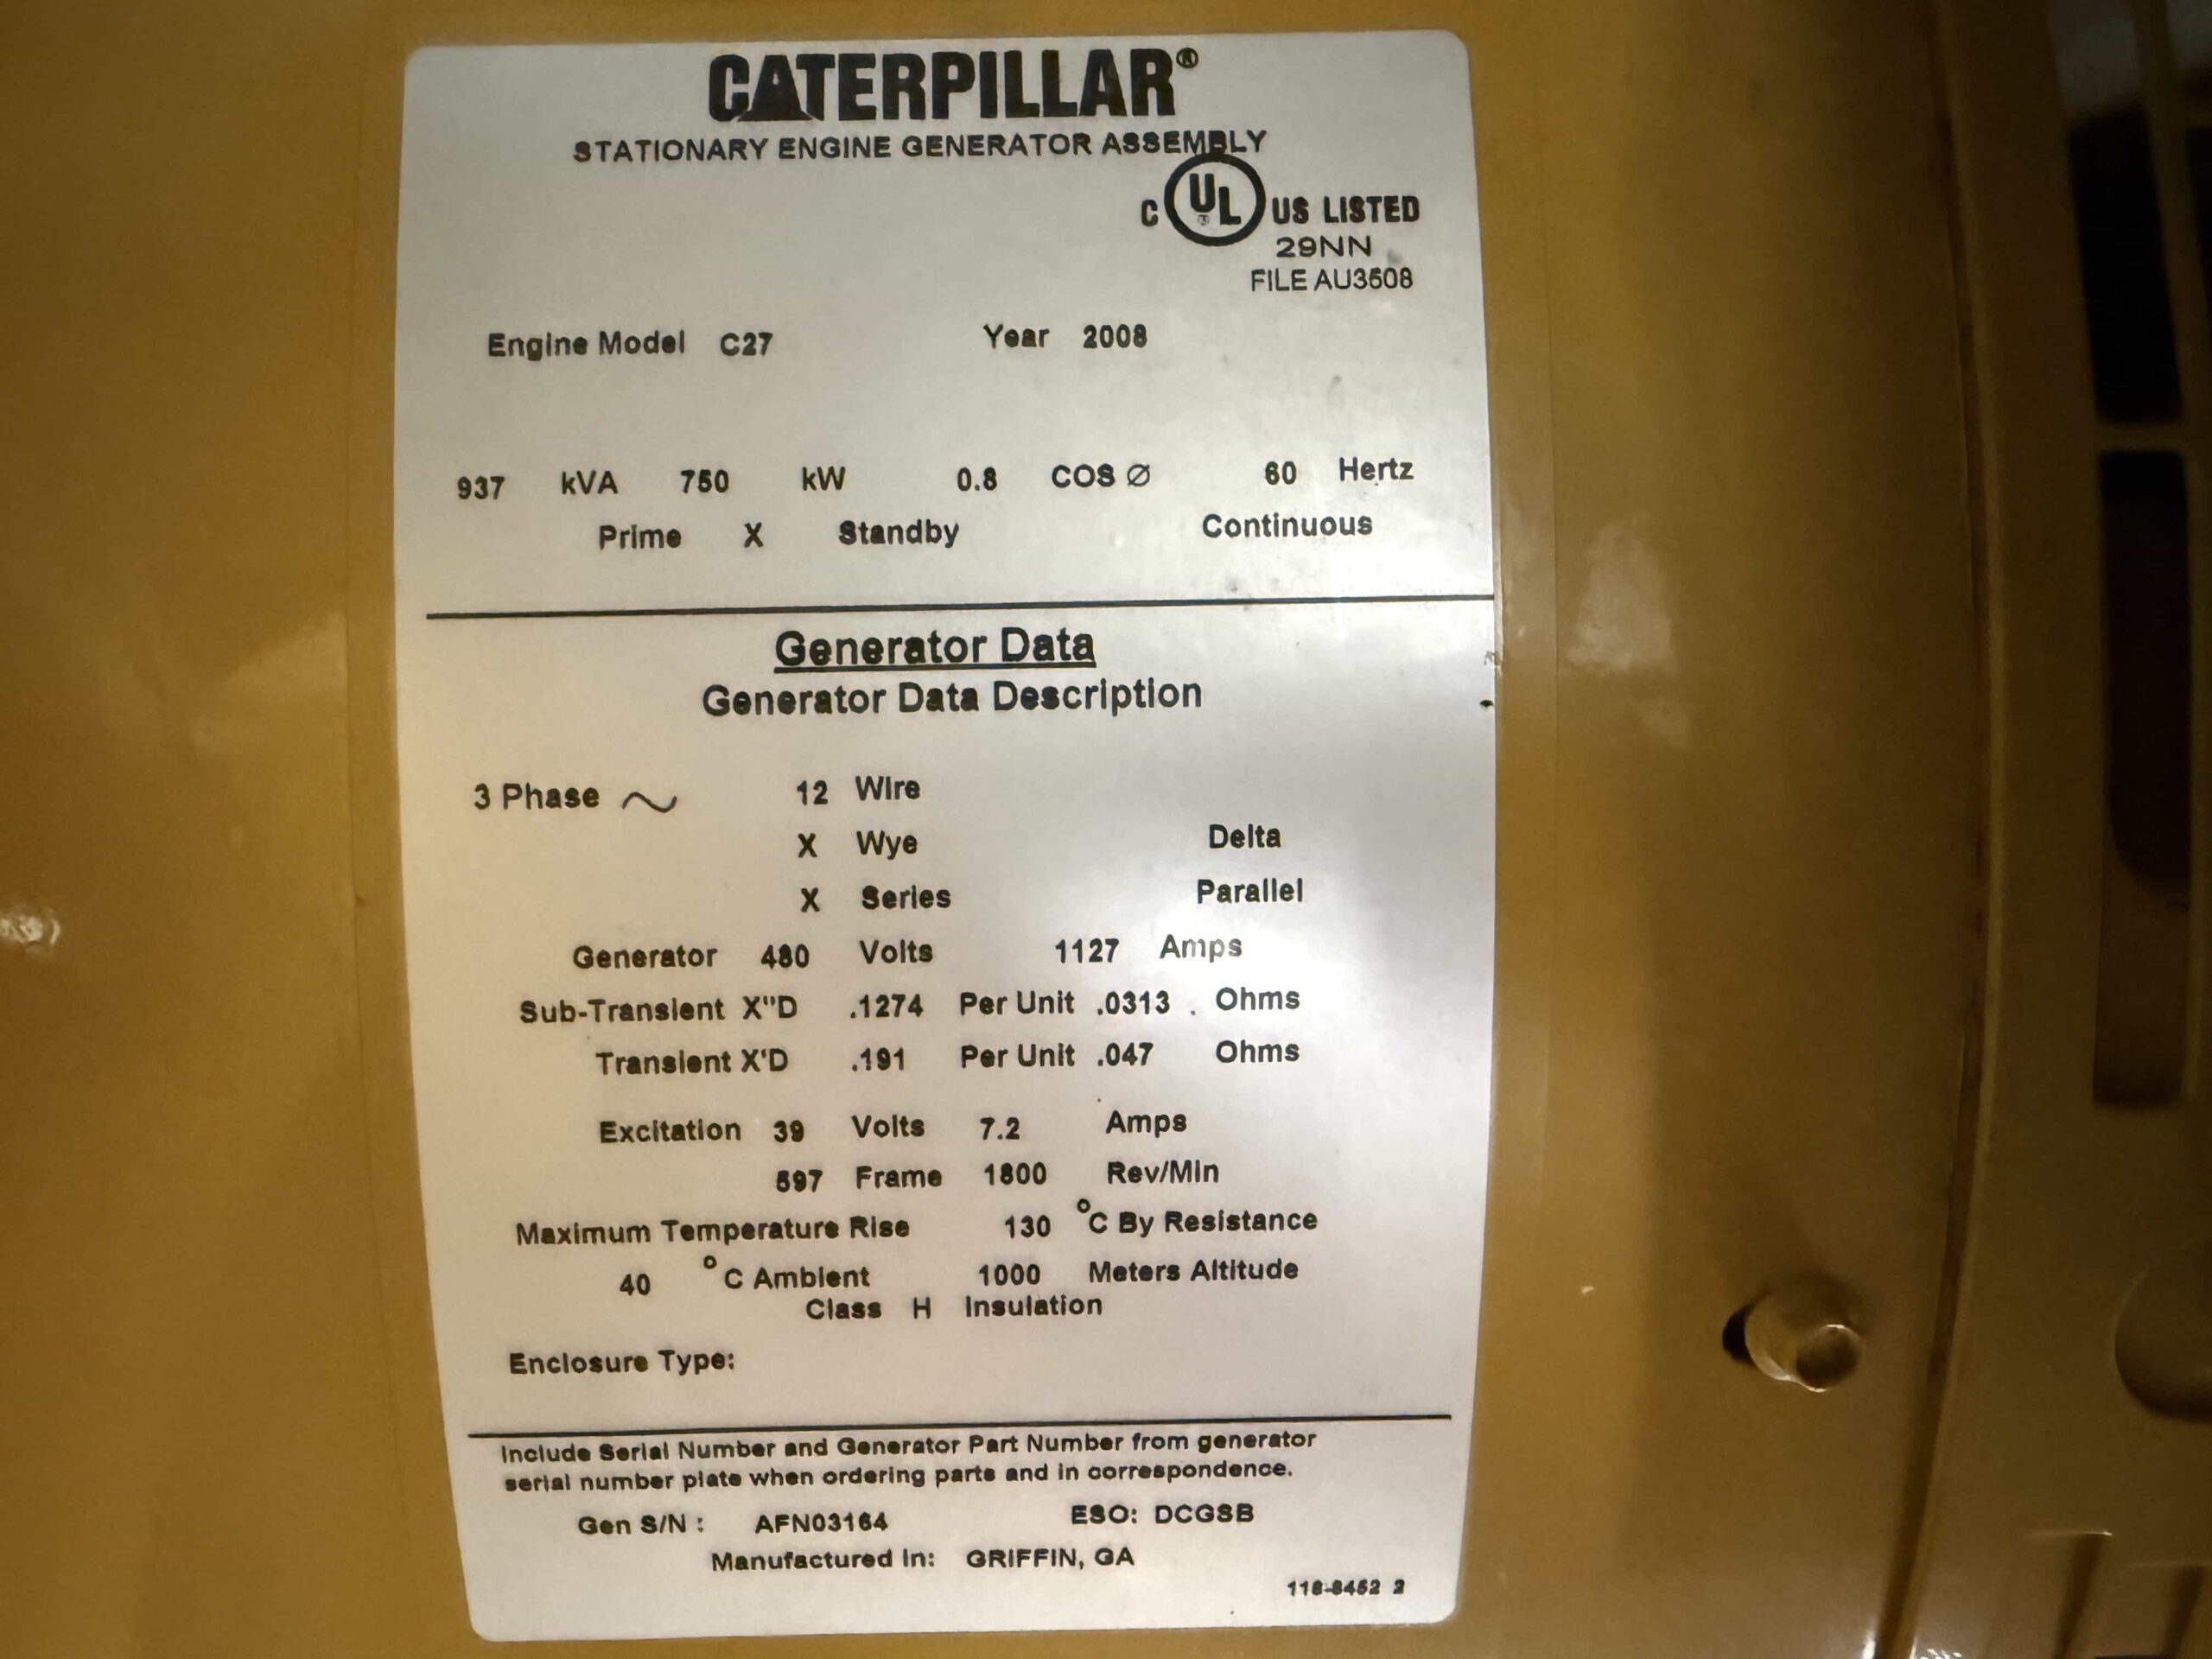 CATERPILLAR®
STATIONARY ENGINE GENERATOR ASSEMBLY
C UL US LISTED
29NN
FILE AU3508
Engine Model C27 Year 2008
937 kVA 750 kW 0.8 COS Ø 60 Hertz
Prime X Standby Continuous
Generator Data
Generator Data Description
3 Phase ~ 12 Wire
X Wye Delta
X Series Parallel
Generator 480 Volts 1127 Amps
Sub-Transient X"D .1274 Per Unit .0313 . Ohms
Transient X'D .191 Per Unit .047 Ohms
Excitation 39 Volts 7.2 Amps
597 Frame 1800 Rev/Min
Maximum Temperature Rise 130 °C By Resistance
40 °C Ambient 1000 Meters Altitude
Class H Insulation
Enclosure Type:
Include Serial Number and Generator Part Number from generator
serial number plate when ordering parts and in correspondence.
Gen S/N : AFN03164 ESO: DCGSB
Manufactured in: GRIFFIN, GA
116-8452 2